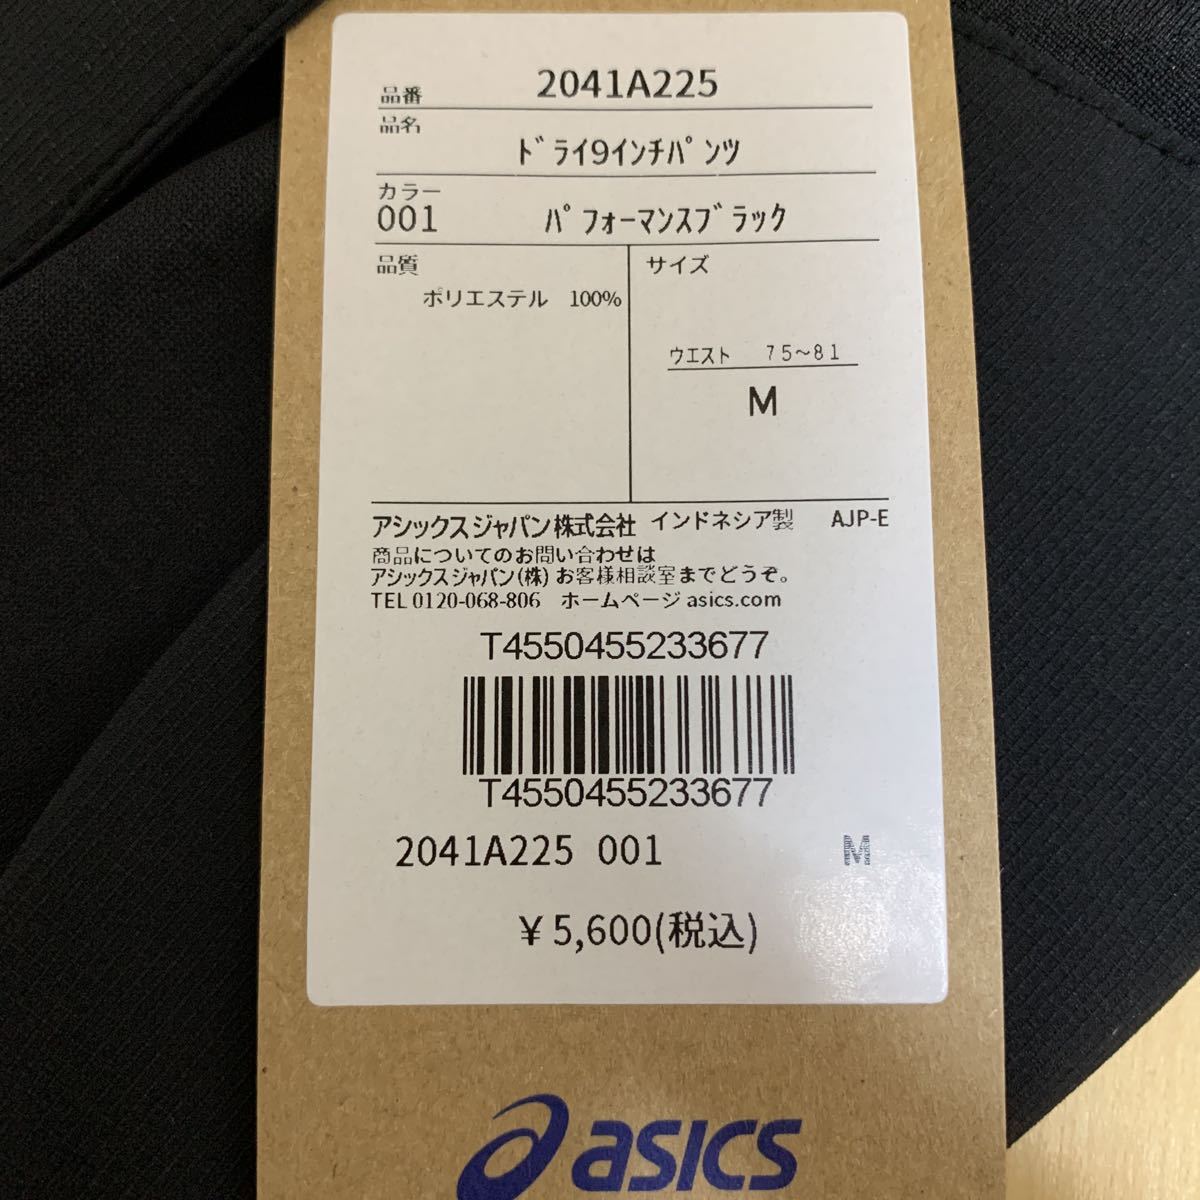 品番 2041A225
品名
ﾄﾞﾗｲ9ｲﾝﾁﾊﾟﾝﾂ
カラー
001 ﾊﾟﾌｫｰﾏﾝｽﾌﾞﾗｯｸ
品質
ポリエステル 100%
サイズ
ウエスト 75~81
M
アシックスジャパン株式会社 インドネシア製 AJP-E
商品についてのお問い合わせは
アシックスジャパン(株)お客様相談室までどうぞ。
TEL 0120-068-806 ホームページ asics.com
T4550455233677
T4550455233677
2041A225 001 M
¥5,600(税込)
asics